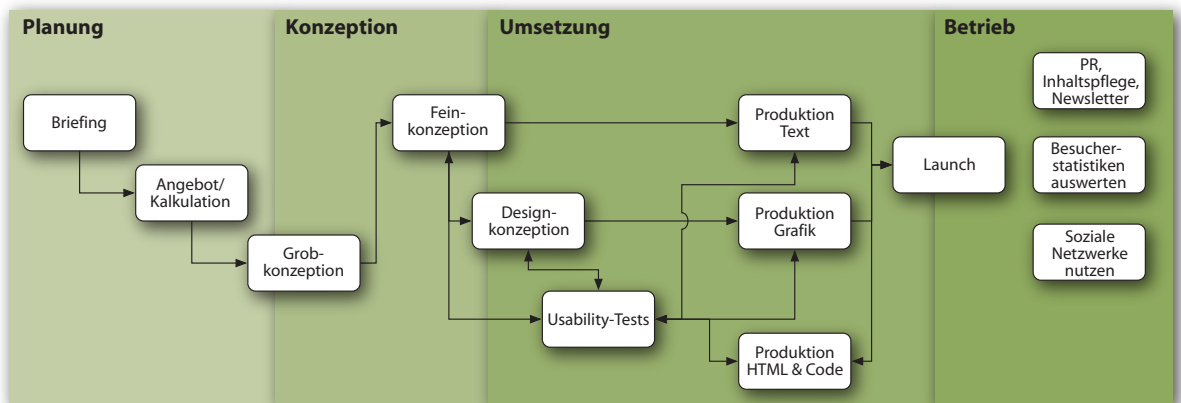 Planung
Konzeption
Umsetzung
Betrieb
Briefing
Angebot/
Kalkulation
Grob-
konzeption
Fein-
konzeption
Design-
konzeption
Usability-Tests
Produktion
Text
Produktion
Grafik
Produktion
HTML & Code
Launch
PR,
Inhaltspflege,
Newsletter
Besucher-
statistiken
auswerten
Soziale
Netzwerke
nutzen